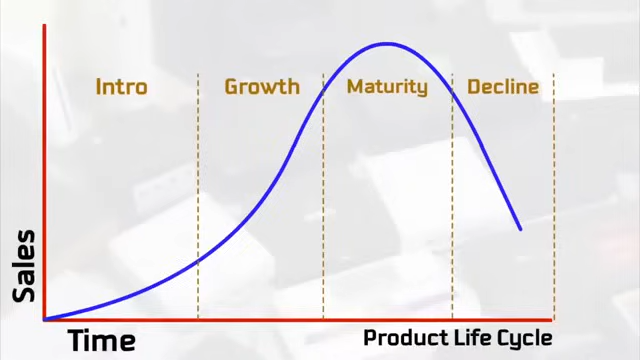 Intro
Growth
Maturity
Decline
Sales
Time
Product Life Cycle